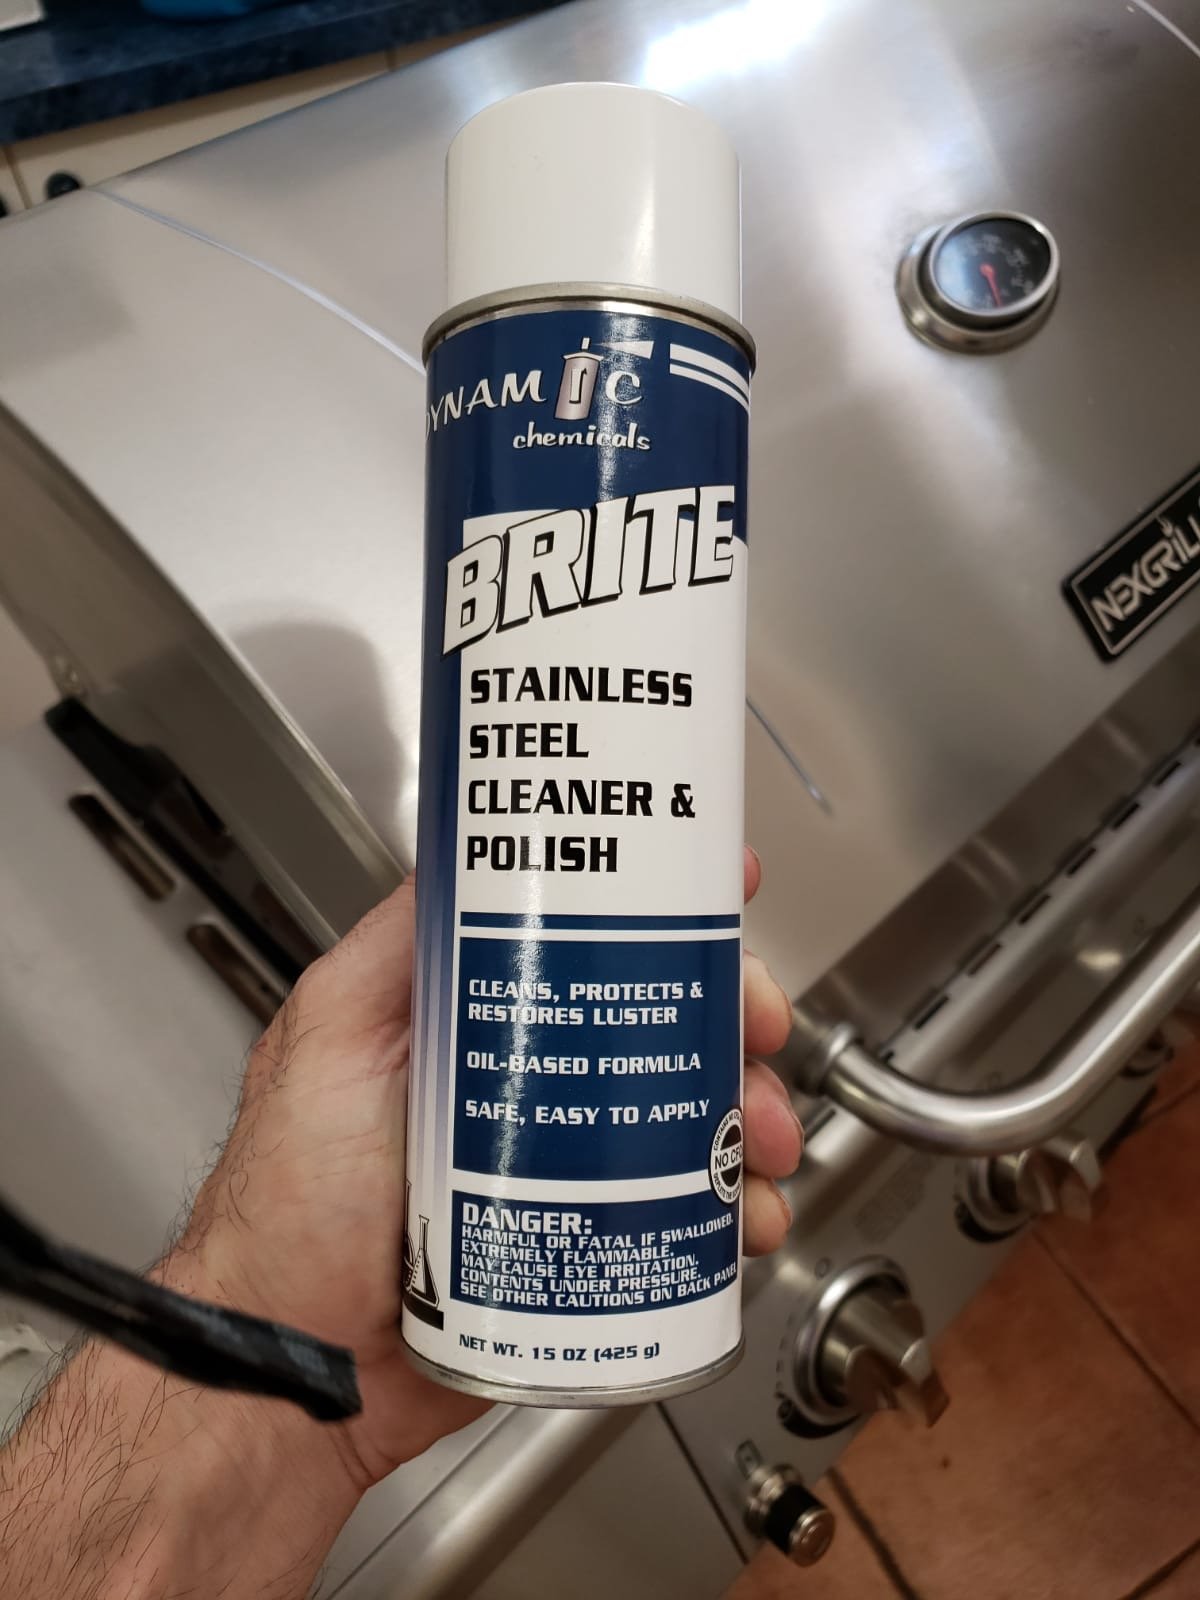 DYNAMIC
chemicals
BRITE
STAINLESS
STEEL
CLEANER &
POLISH
CLEANS, PROTECTS &
RESTORES LUSTER
OIL-BASED FORMULA
SAFE, EASY TO APPLY
NO CFC
DANGER:
HARMFUL OR FATAL IF SWALLOWED.
EXTREMELY FLAMMABLE.
MAY CAUSE EYE IRRITATION.
CONTENTS UNDER PRESSURE.
SEE OTHER CAUTIONS ON BACK PANEL
NET WT. 15 OZ (425 g)
NEXGRILL